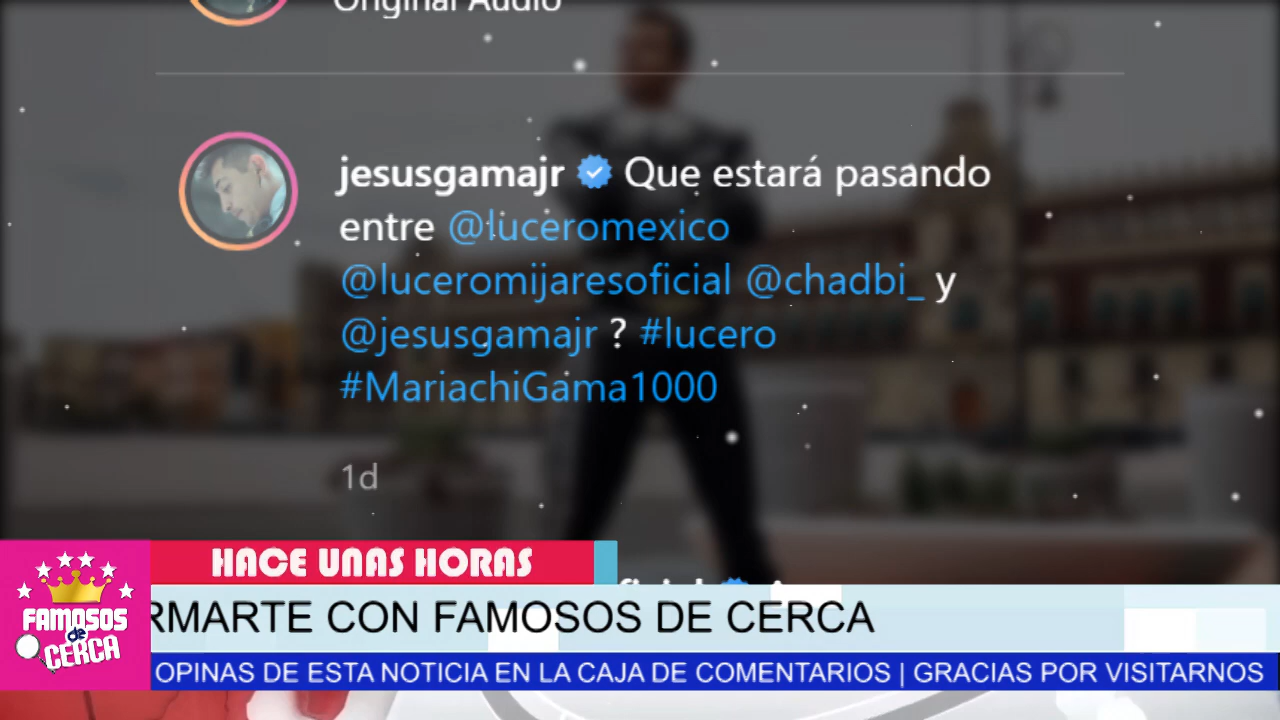 Original Audio
jesusgamajr Que estará pasando
entre @luceromexico
@luceromijaresoficial @chadbi_ y
@jesusgamajr ? #lucero
#MariachiGama1000
1d
HACE UNAS HORAS
RMARTE CON FAMOSOS DE CERCA
FAMOSOS
de
CERCA
OPINAS DE ESTA NOTICIA EN LA CAJA DE COMENTARIOS | GRACIAS POR VISITARNOS